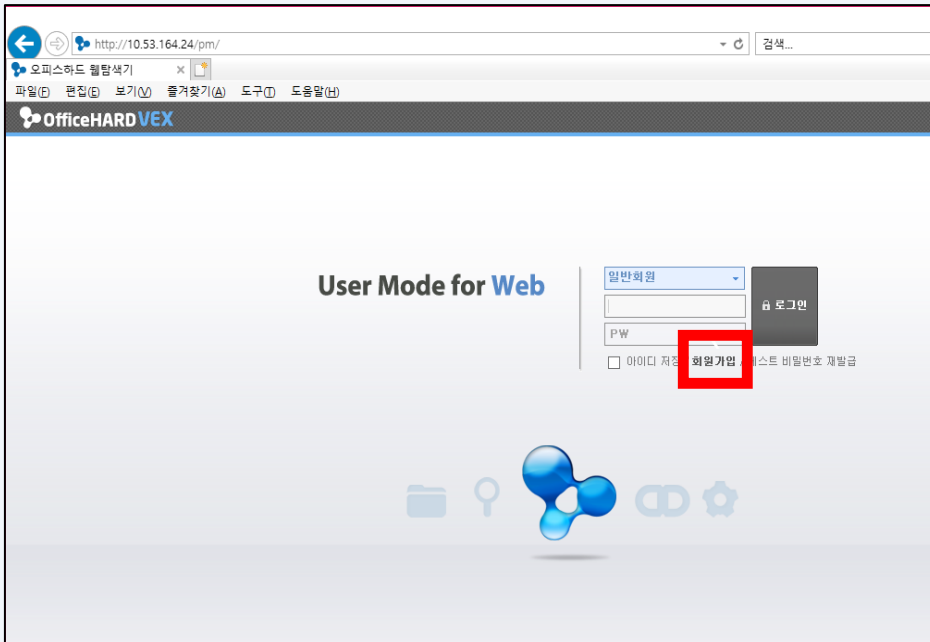 http://10.53.164.24/pm/
검색...
오피스하드 웹탐색기
파일(F) 편집(E) 보기(V) 즐겨찾기(A) 도구(T) 도움말(H)
OfficeHARD VEX
User Mode for Web
일반회원
로그인
PW
아이디 저장 회원가입 / 스트 비밀번호 재발급